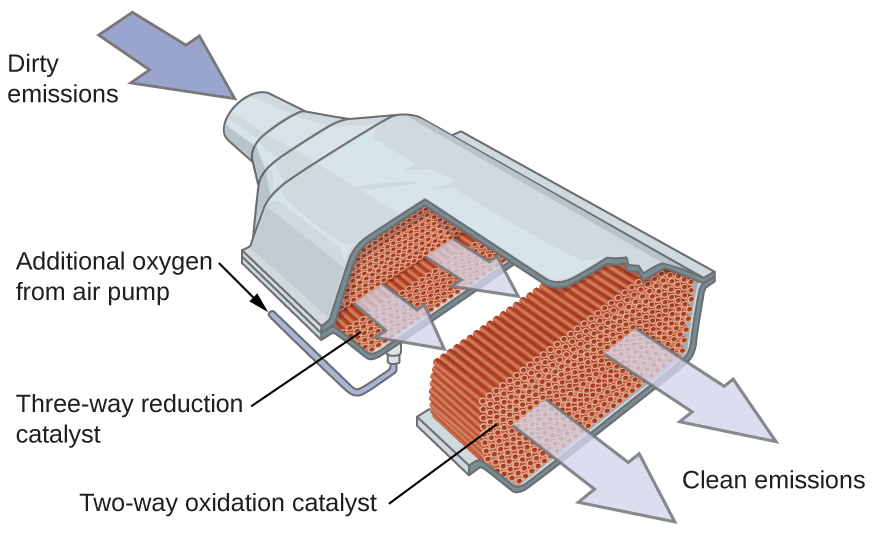 Dirty
emissions
Additional oxygen
from air pump
Three-way reduction
catalyst
Two-way oxidation catalyst
Clean emissions